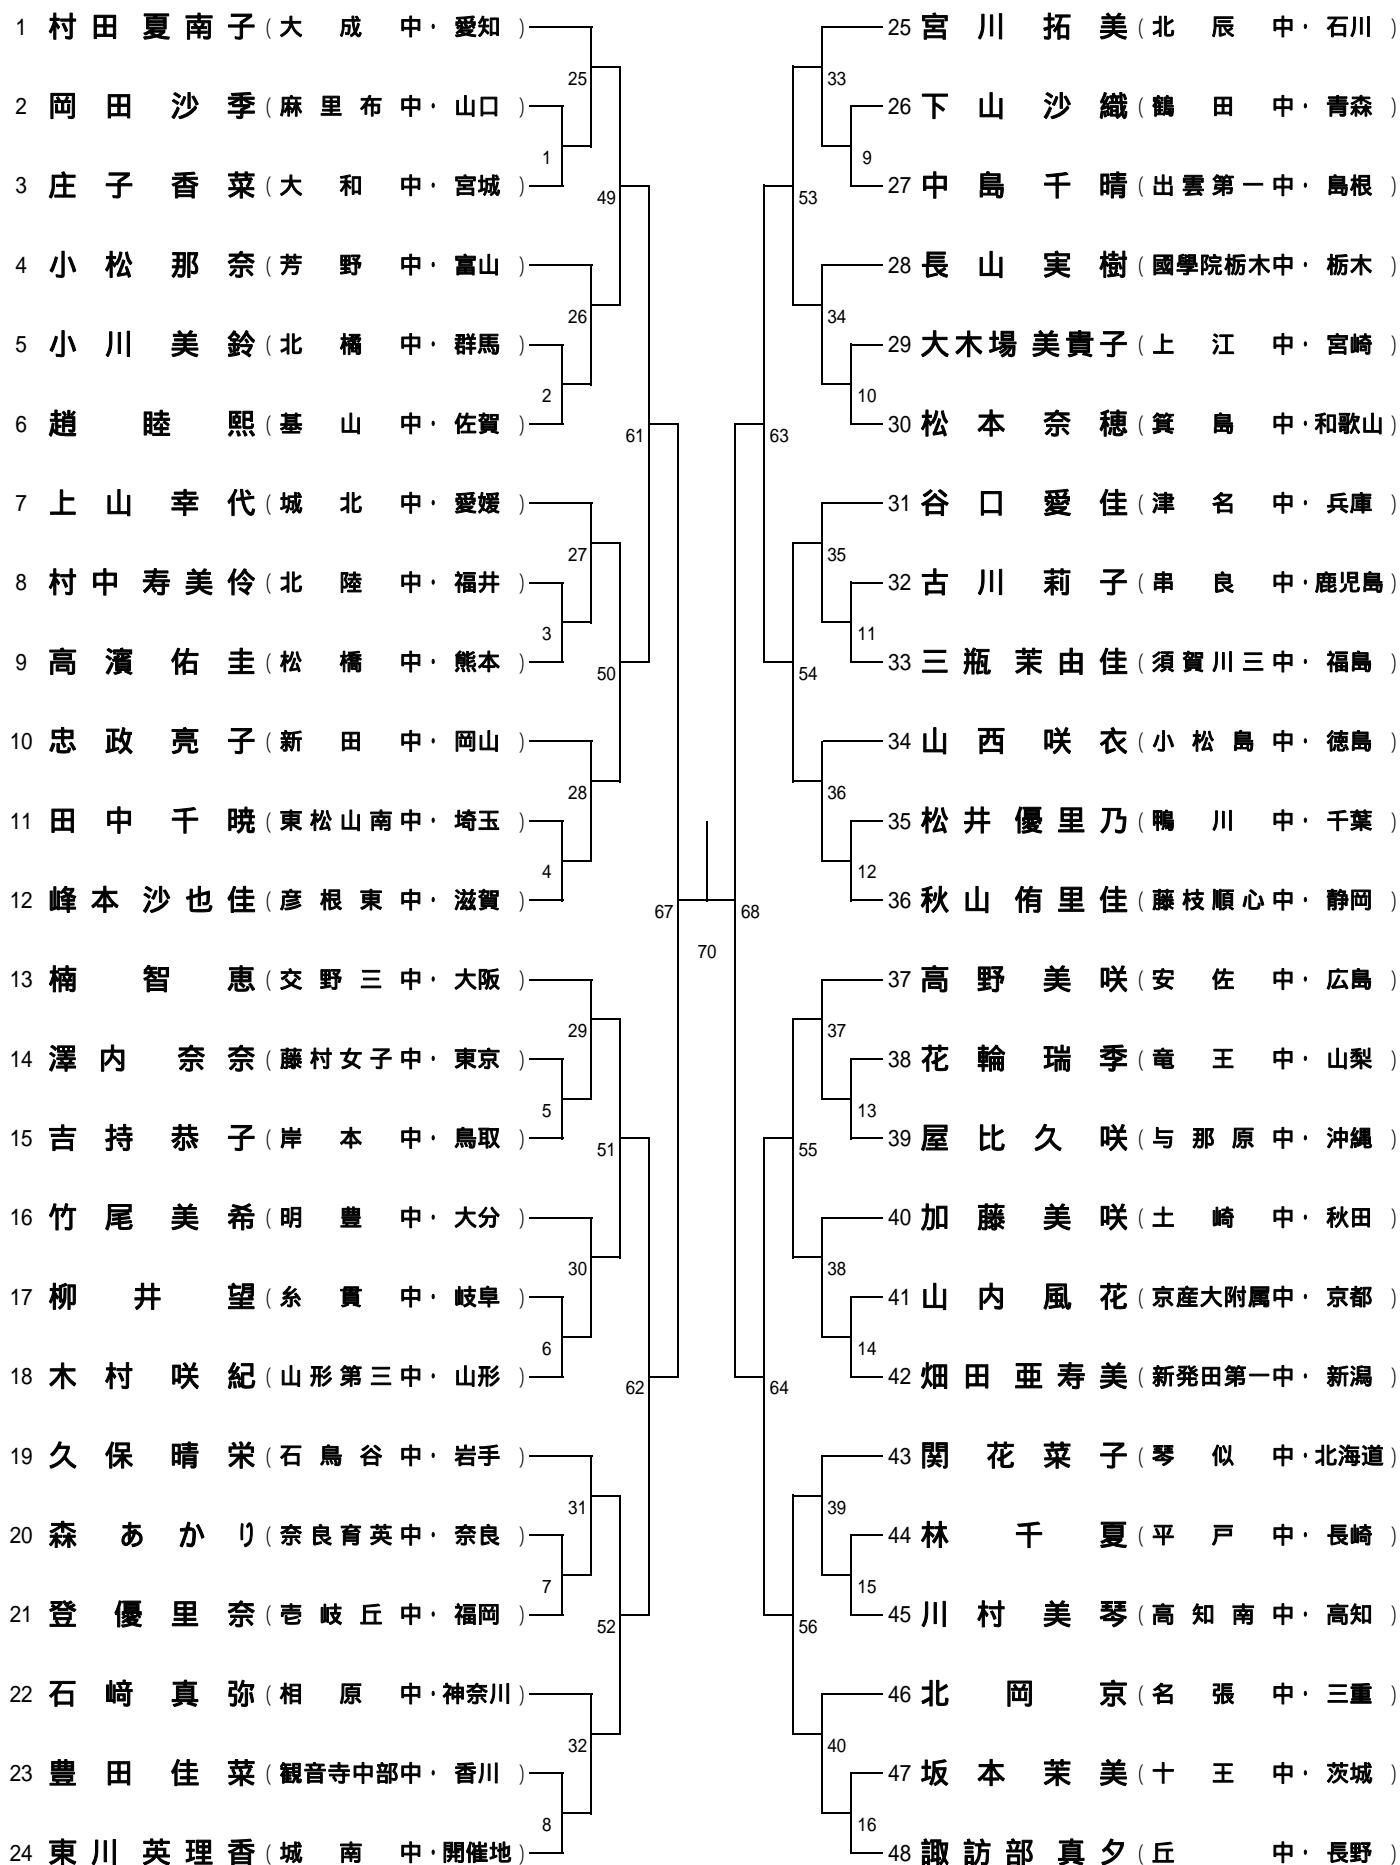 1 村田夏南子（大成中・愛知）
25
2 岡田沙季（麻里布中・山口）
1
3 庄子香菜（大和中・宮城）
49
4 小松那奈（芳野中・富山）
26
5 小川美鈴（北橘中・群馬）
2
6 趙睦熙（基山中・佐賀）
61
7 上山幸代（城北中・愛媛）
27
8 村中寿美伶（北陸中・福井）
3
9 高濱佑圭（松橋中・熊本）
50
10 忠政亮子（新田中・岡山）
28
11 田中千暁（東松山南中・埼玉）
4
12 峰本沙也佳（彦根東中・滋賀）
67
13 楠智恵（交野三中・大阪）
29
14 澤内奈奈（藤村女子中・東京）
5
15 吉持恭子（岸本中・鳥取）
51
16 竹尾美希（明豊中・大分）
30
17 柳井望（糸貫中・岐阜）
6
18 木村咲紀（山形第三中・山形）
62
19 久保晴栄（石鳥谷中・岩手）
31
20 森あかり（奈良育英中・奈良）
7
21 登優里奈（壱岐丘中・福岡）
52
22 石﨑真弥（相原中・神奈川）
32
23 豊田佳菜（観音寺中部中・香川）
8
24 東川英理香（城南中・開催地）
70
25 宮川拓美（北辰中・石川）
33
26 下山沙織（鶴田中・青森）
9
27 中島千晴（出雲第一中・島根）
53
28 長山実樹（國學院栃木中・栃木）
34
29 大木場美貴子（上江中・宮崎）
10
30 松本奈穂（箕島中・和歌山）
63
31 谷口愛佳（津名中・兵庫）
35
32 古川莉子（串良中・鹿児島）
11
33 三瓶茉由佳（須賀川三中・福島）
54
34 山西咲衣（小松島中・徳島）
36
35 松井優里乃（鴨川中・千葉）
12
36 秋山侑里佳（藤枝順心中・静岡）
68
37 高野美咲（安佐中・広島）
37
38 花輪瑞季（竜王中・山梨）
13
39 屋比久咲（与那原中・沖縄）
55
40 加藤美咲（土崎中・秋田）
38
41 山内風花（京産大附属中・京都）
14
42 畑田亜寿美（新発田第一中・新潟）
64
43 関花菜子（琴似中・北海道）
39
44 林千夏（平戸中・長崎）
15
45 川村美琴（高知南中・高知）
56
46 北岡京（名張中・三重）
40
47 坂本茉美（十王中・茨城）
16
48 諏訪部真夕（丘中・長野）